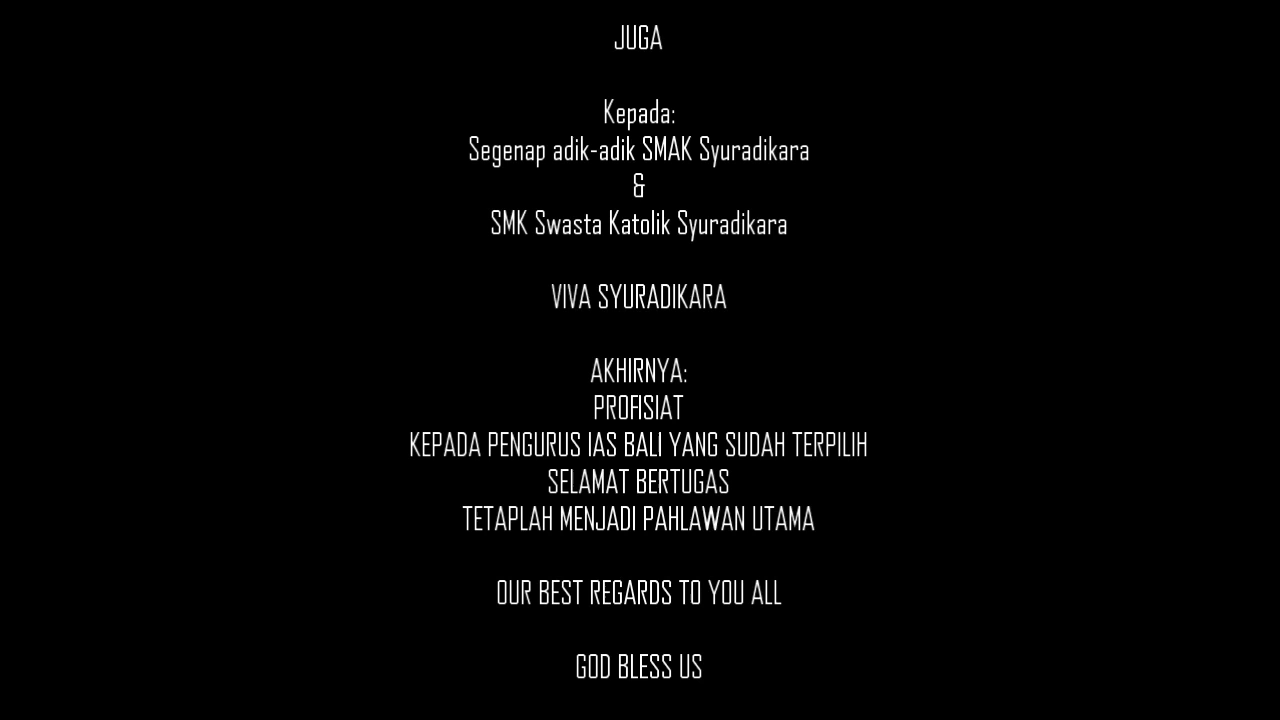 JUGA
Kepada:
Segenap adik-adik SMAK Syuradikara
&
SMK Swasta Katolik Syuradikara
VIVA SYURADIKARA
AKHIRNYA:
PROFISIAT
KEPADA PENGURUS IAS BALI YANG SUDAH TERPILIH
SELAMAT BERTUGAS
TETAPLAH MENJADI PAHLAWAN UTAMA
OUR BEST REGARDS TO YOU ALL
GOD BLESS US